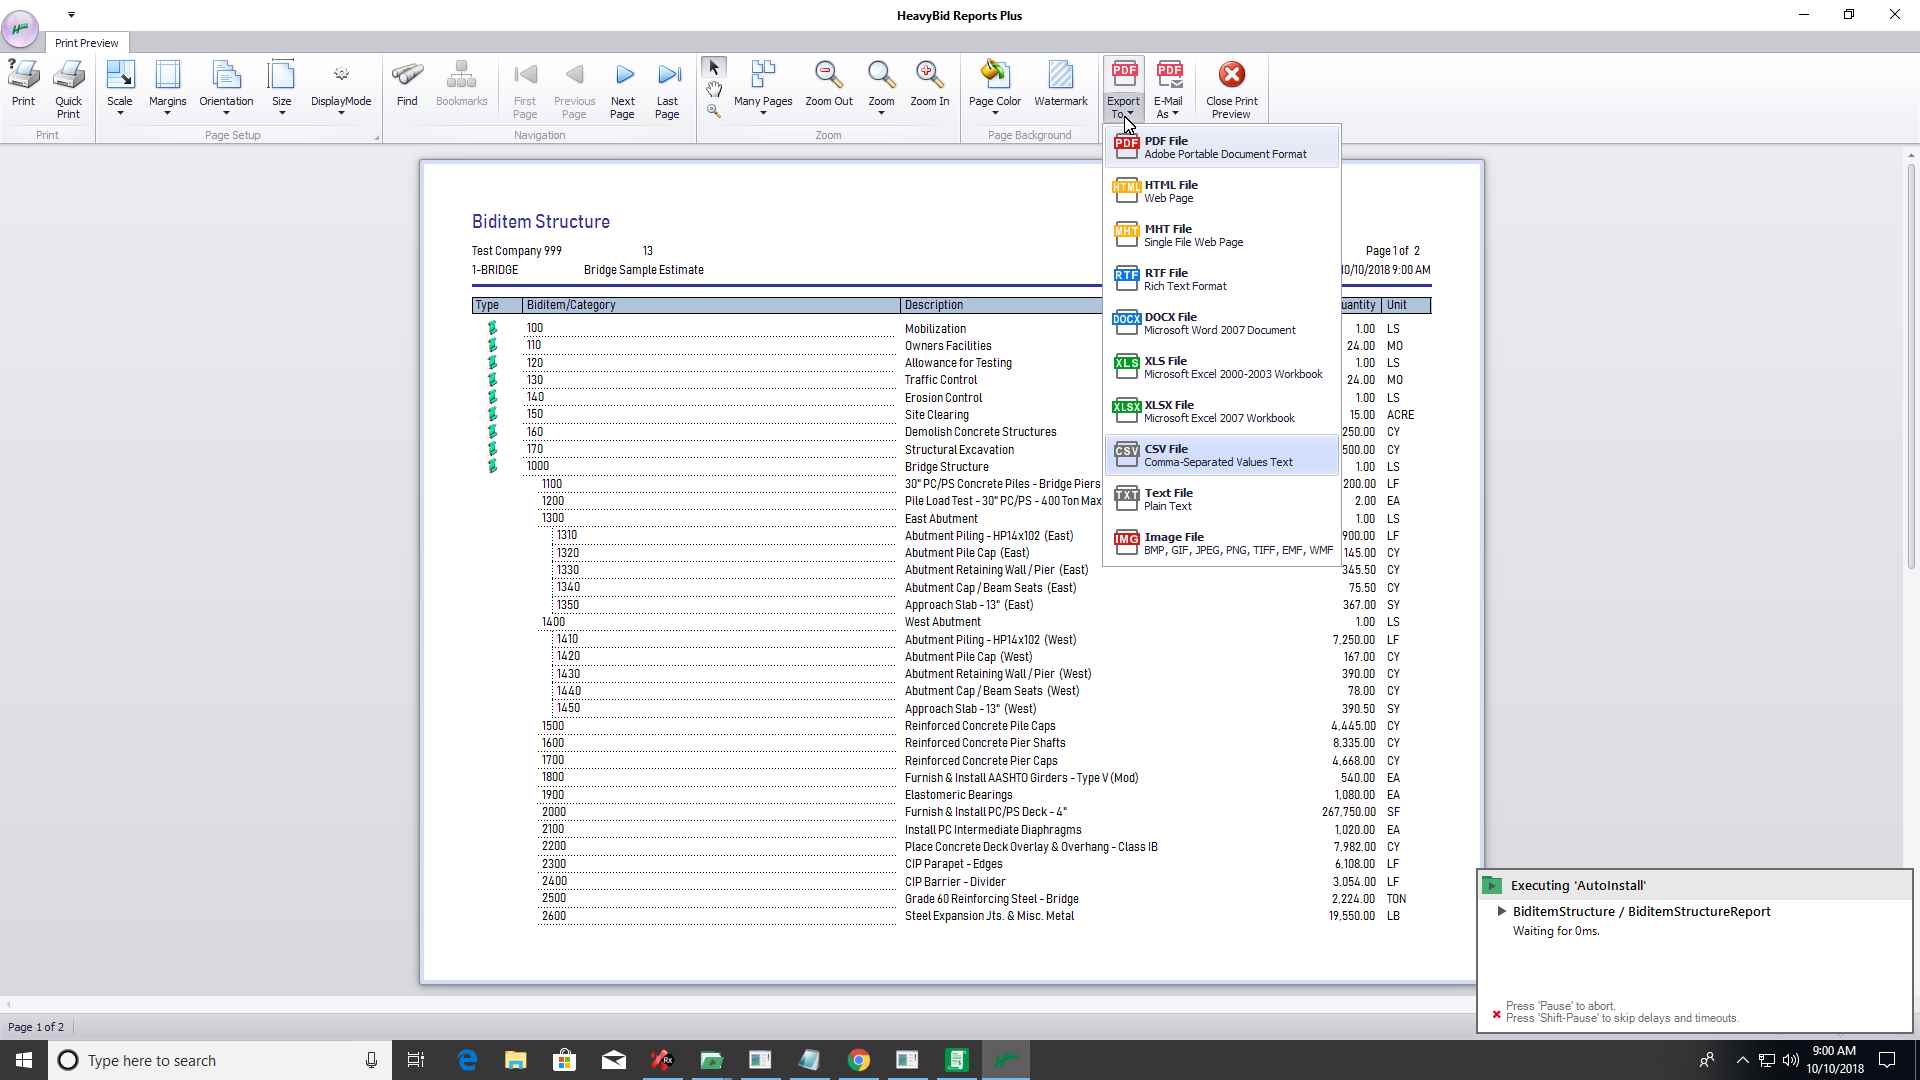 HeavyBid Reports Plus
Print Preview
Print
Quick Print
Scale
Margins
Orientation
Size
DisplayMode
Find
Bookmarks
First Page
Previous Page
Next Page
Last Page
Many Pages
Zoom Out
Zoom
Zoom In
Page Color
Watermark
PDF
Export To
PDF
E-Mail As
Close Print Preview
Print
Page Setup
Navigation
Zoom
Page Background
PDF
PDF File
Adobe Portable Document Format
HTML
HTML File
Web Page
MHT
MHT File
Single File Web Page
RTF
RTF File
Rich Text Format
DOCX
DOCX File
Microsoft Word 2007 Document
XLS
XLS File
Microsoft Excel 2000-2003 Workbook
XLSX
XLSX File
Microsoft Excel 2007 Workbook
CSV
CSV File
Comma-Separated Values Text
TXT
Text File
Plain Text
IMG
Image File
BMP, GIF, JPEG, PNG, TIFF, EMF, WMF
Biditem Structure
Test Company 999 13 Page 1 of 2
1-BRIDGE Bridge Sample Estimate 10/10/2018 9:00 AM
Type Biditem/Category Description uantity Unit
100 Mobilization 1.00 LS
110 Owners Facilities 24.00 MO
120 Allowance for Testing 1.00 LS
130 Traffic Control 24.00 MO
140 Erosion Control 1.00 LS
150 Site Clearing 15.00 ACRE
160 Demolish Concrete Structures 250.00 CY
170 Structural Excavation 500.00 CY
1000 Bridge Structure 1.00 LS
1100 30" PC/PS Concrete Piles - Bridge Piers 200.00 LF
1200 Pile Load Test - 30" PC/PS - 400 Ton Max 2.00 EA
1300 East Abutment 1.00 LS
1310 Abutment Piling - HP14x102 (East) 900.00 LF
1320 Abutment Pile Cap (East) 145.00 CY
1330 Abutment Retaining Wall / Pier (East) 345.50 CY
1340 Abutment Cap / Beam Seats (East) 75.50 CY
1350 Approach Slab - 13" (East) 367.00 SY
1400 West Abutment 1.00 LS
1410 Abutment Piling - HP14x102 (West) 7,250.00 LF
1420 Abutment Pile Cap (West) 167.00 CY
1430 Abutment Retaining Wall / Pier (West) 390.00 CY
1440 Abutment Cap / Beam Seats (West) 78.00 CY
1450 Approach Slab - 13" (West) 390.50 SY
1500 Reinforced Concrete Pile Caps 4,445.00 CY
1600 Reinforced Concrete Pier Shafts 8,335.00 CY
1700 Reinforced Concrete Pier Caps 4,668.00 CY
1800 Furnish & Install AASHTO Girders - Type V (Mod) 540.00 EA
1900 Elastomeric Bearings 1,080.00 EA
2000 Furnish & Install PC/PS Deck - 4" 267,750.00 SF
2100 Install PC Intermediate Diaphragms 1,020.00 EA
2200 Place Concrete Deck Overlay & Overhang - Class IB 7,982.00 CY
2300 CIP Parapet - Edges 6,108.00 LF
2400 CIP Barrier - Divider 3,054.00 LF
2500 Grade 60 Reinforcing Steel - Bridge 2,224.00 TON
2600 Steel Expansion Jts. & Misc. Metal 19,550.00 LB
Executing 'AutoInstall'
BiditemStructure / BiditemStructureReport
Waiting for 0ms.
Press 'Pause' to abort.
Press 'Shift-Pause' to skip delays and timeouts.
Page 1 of 2
Type here to search
9:00 AM
10/10/2018